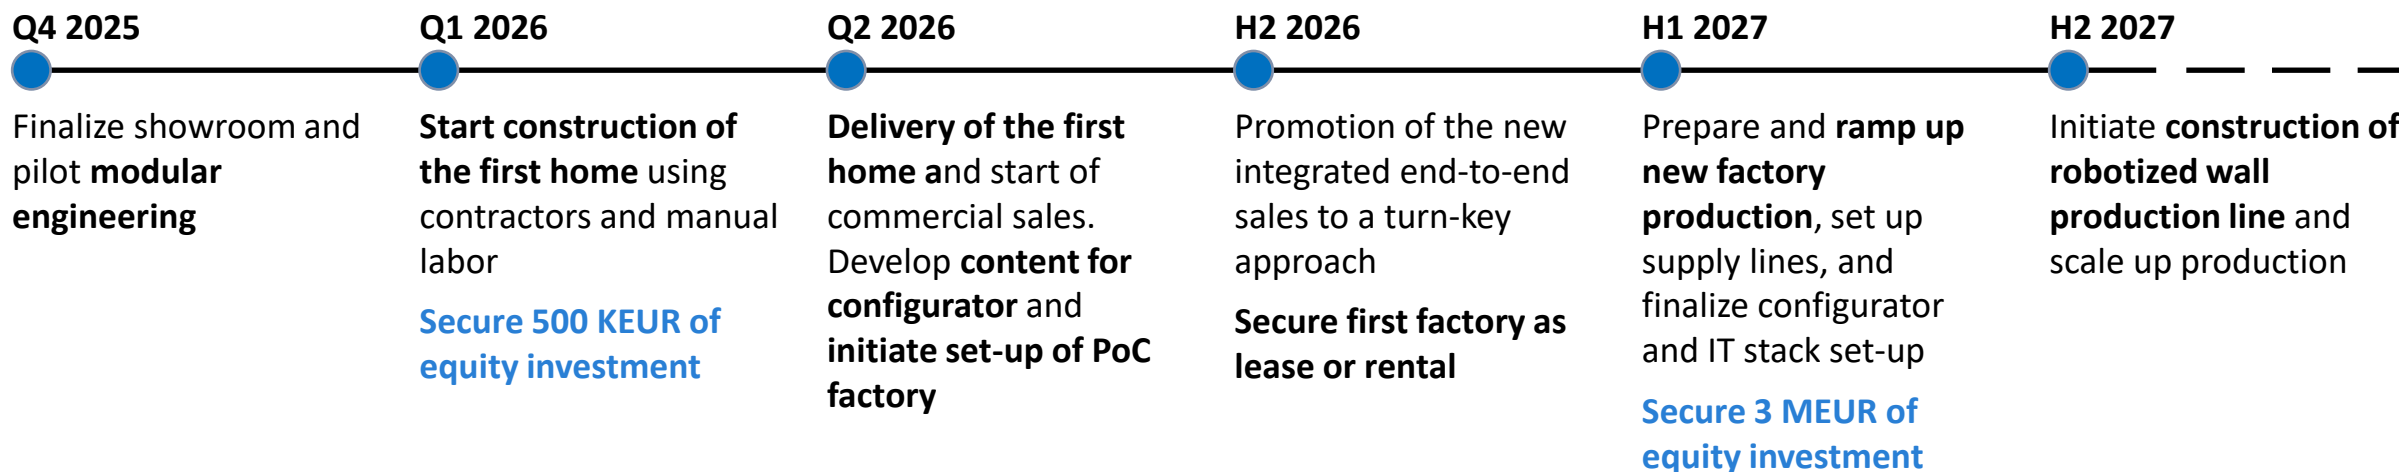 Q4 2025
Finalize showroom and
pilot modular
engineering
Q1 2026
Start construction of
the first home using
contractors and manual
labor
Secure 500 KEUR of
equity investment
Q2 2026
Delivery of the first
home and start of
commercial sales.
Develop content for
configurator and
initiate set-up of PoC
factory
H2 2026
Promotion of the new
integrated end-to-end
sales to a turn-key
approach
Secure first factory as
lease or rental
H1 2027
Prepare and ramp up
new factory
production, set up
supply lines, and
finalize configurator
and IT stack set-up
Secure 3 MEUR of
equity investment
H2 2027
Initiate construction of
robotized wall
production line and
scale up production